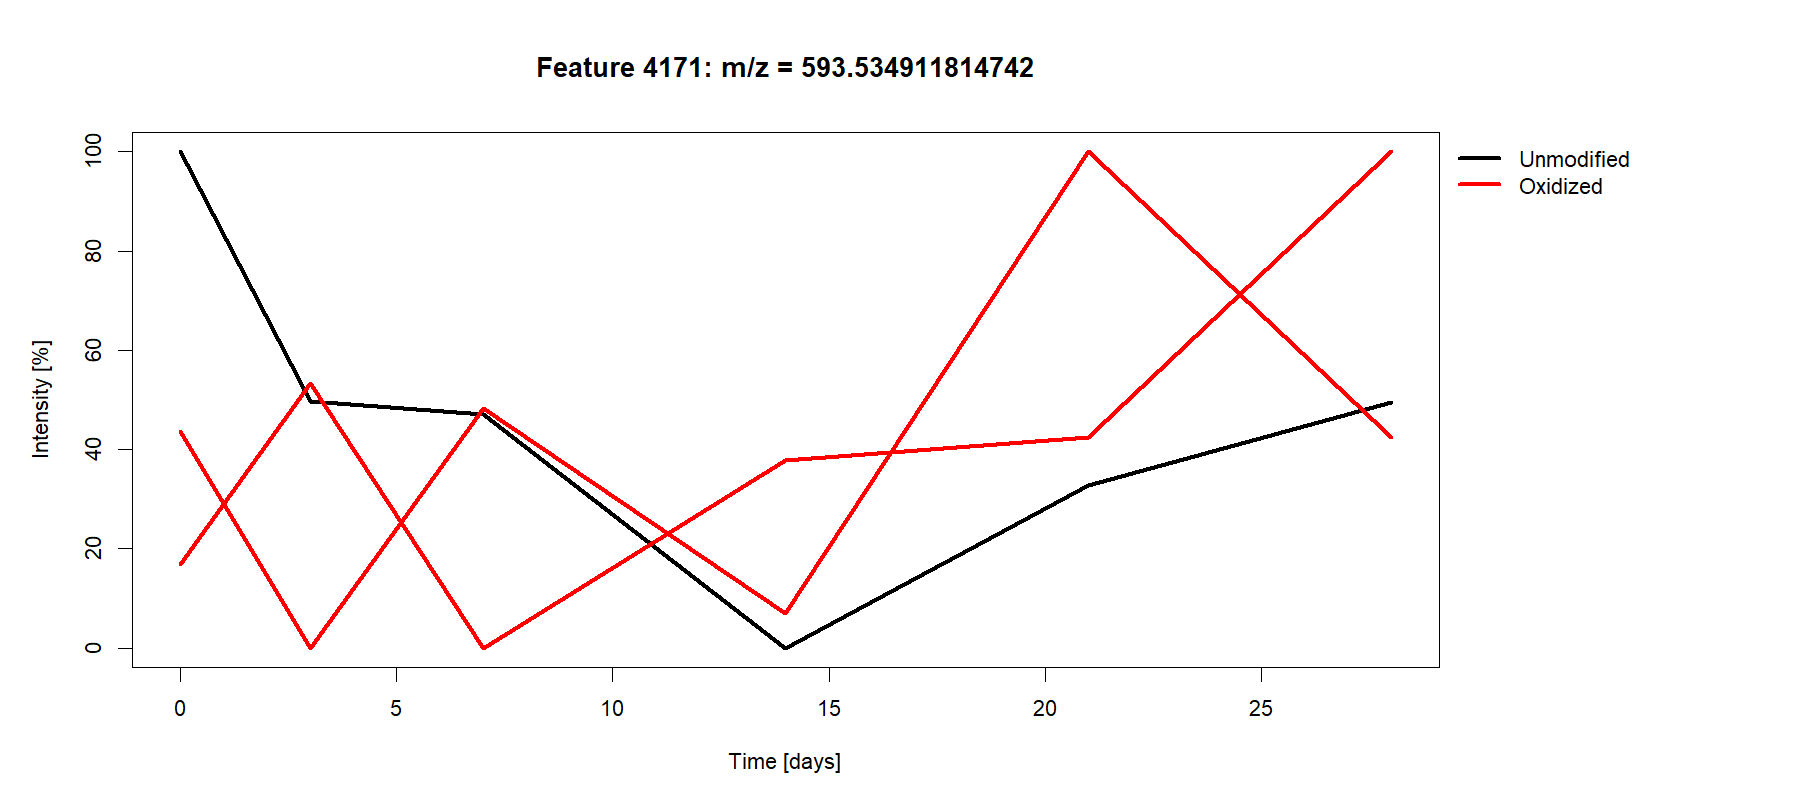 Feature 4171: m/z = 593.534911814742
100
80
60
40
20
0
Intensity [%]
Unmodified
Oxidized
0 5 10 15 20 25
Time [days]